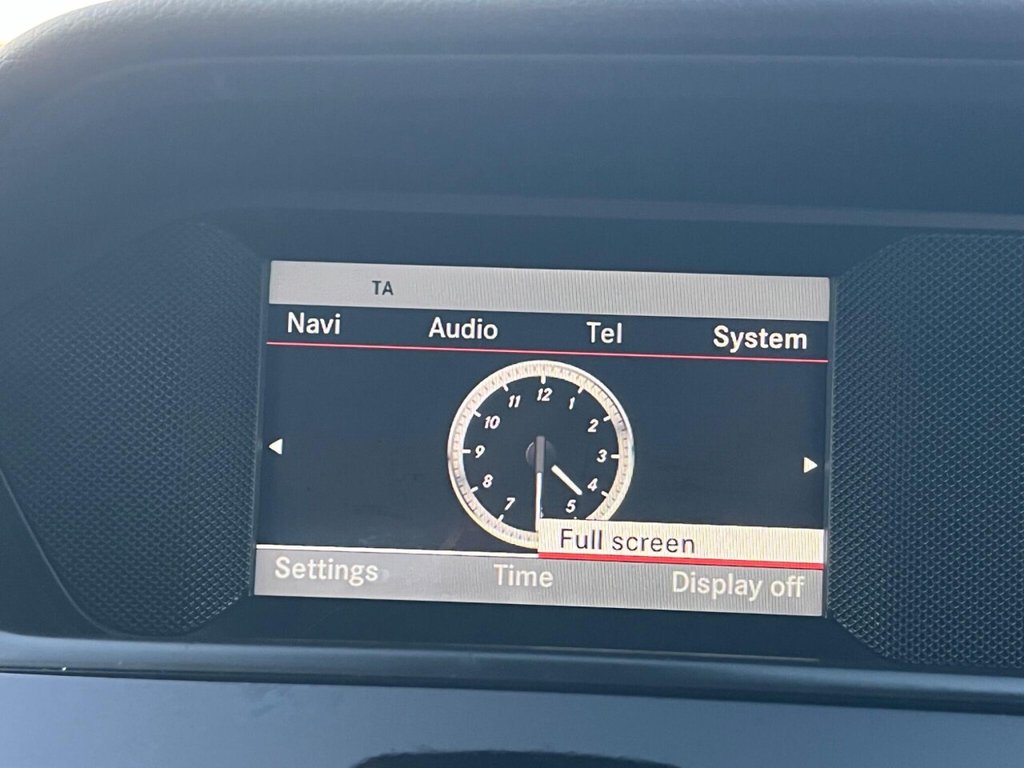 TA
Navi Audio Tel System
12
11 1
10 2
9 3
8 4
7 5
Full screen
Settings Time Display off